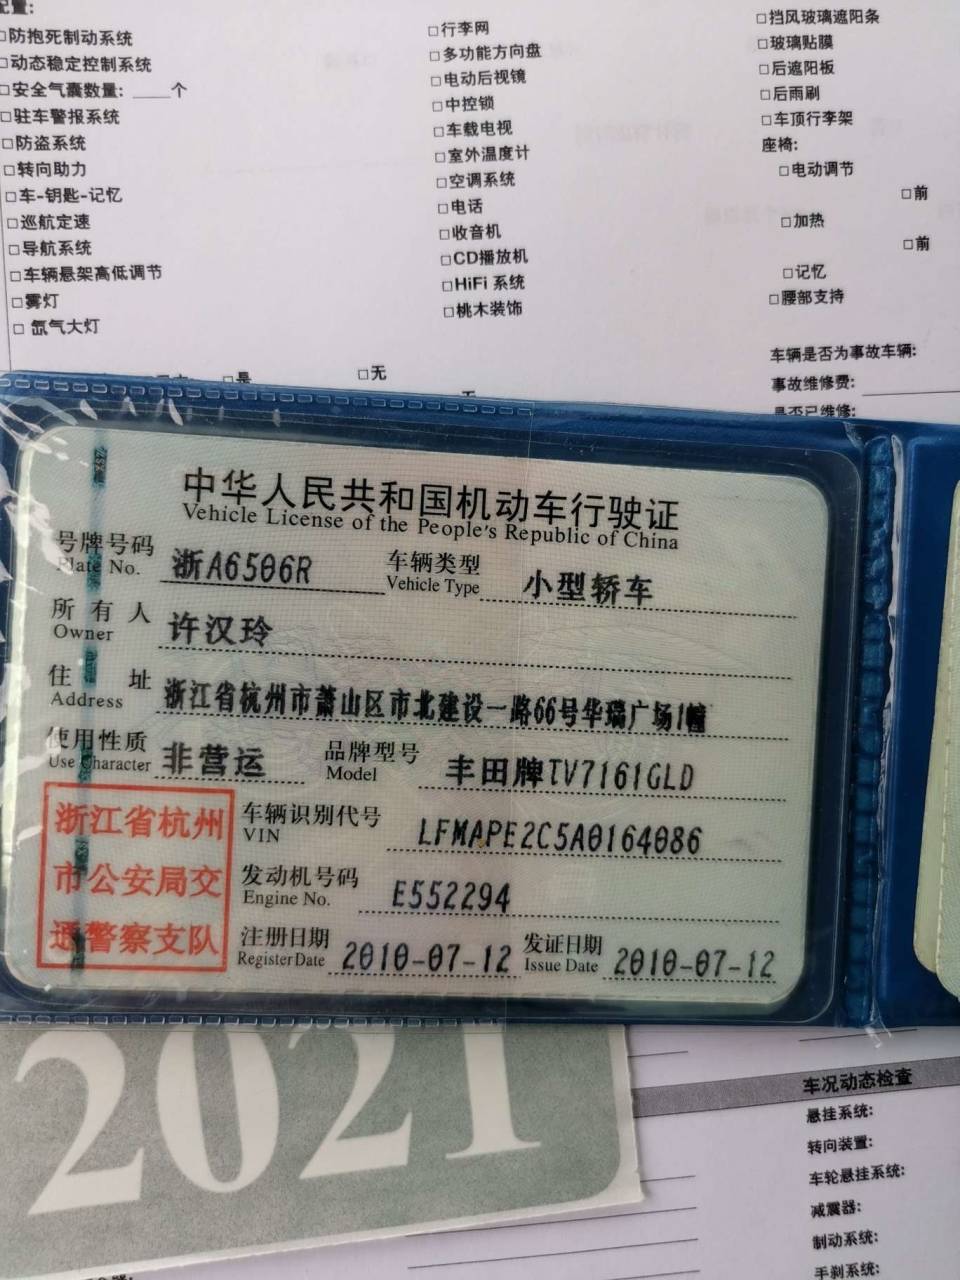 配置:
□防抱死制动系统
□动态稳定控制系统
□安全气囊数量: ____个
□驻车警报系统
□防盗系统
□转向助力
□车-钥匙-记忆
□巡航定速
□导航系统
□车辆悬架高低调节
□雾灯
□ 氙气大灯
□行李网
□多功能方向盘
□电动后视镜
□中控锁
□车载电视
□室外温度计
□空调系统
□电话
□收音机
□CD播放机
□HiFi 系统
□桃木装饰
□挡风玻璃遮阳条
□玻璃贴膜
□后遮阳板
□后雨刷
□车顶行李架
座椅:
□电动调节
□前
□加热
□前
□记忆
□腰部支持
□是
□无
车辆是否为事故车辆:
事故维修费:
是否已维修:
中华人民共和国机动车行驶证
Vehicle License of the People's Republic of China
号牌号码 浙A6506R 车辆类型 小型轿车
Plate No. Vehicle Type
所有人 许汉玲
Owner
住址 浙江省杭州市萧山区市北建设一路66号华瑞广场1幢
Address
使用性质 非营运 品牌型号 丰田牌TV7161GLD
Use Character Model
浙江省杭州
市公安局交
通警察支队
车辆识别代号 LFMAPE2C5A0164086
VIN
发动机号码 E552294
Engine No.
注册日期 2010-07-12 发证日期 2010-07-12
Register Date Issue Date
2021
车况动态检查
悬挂系统:
转向装置:
车轮悬挂系统:
减震器:
制动系统:
手刹系统: